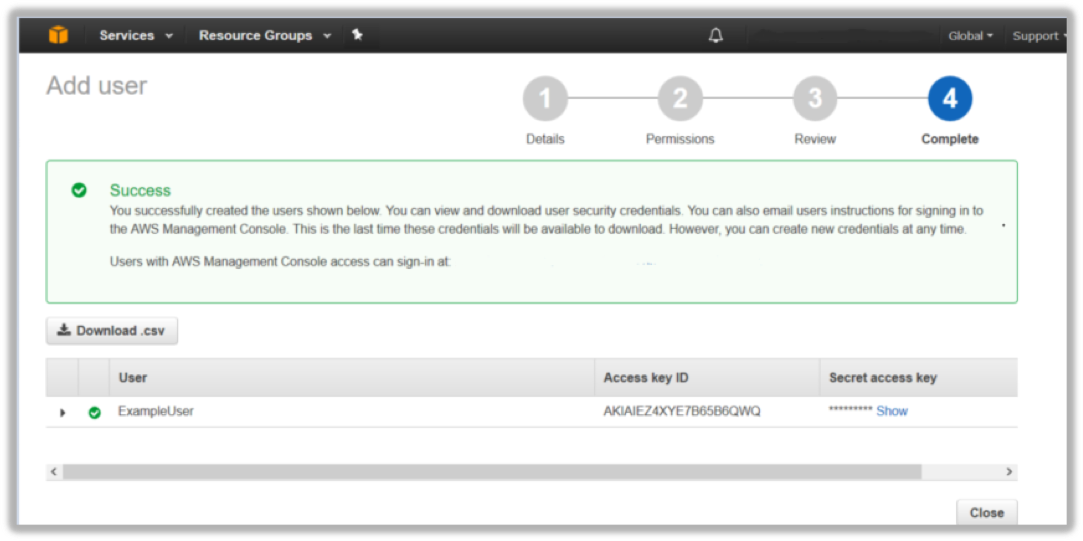 Services Resource Groups Global Support
Add user
1 2 3 4
Details Permissions Review Complete
Success
You successfully created the users shown below. You can view and download user security credentials. You can also email users instructions for signing in to
the AWS Management Console. This is the last time these credentials will be available to download. However, you can create new credentials at any time.
Users with AWS Management Console access can sign-in at:
Download .csv
User Access key ID Secret access key
ExampleUser AKIAIEZ4XYE7B65B6QWQ ********* Show
Close